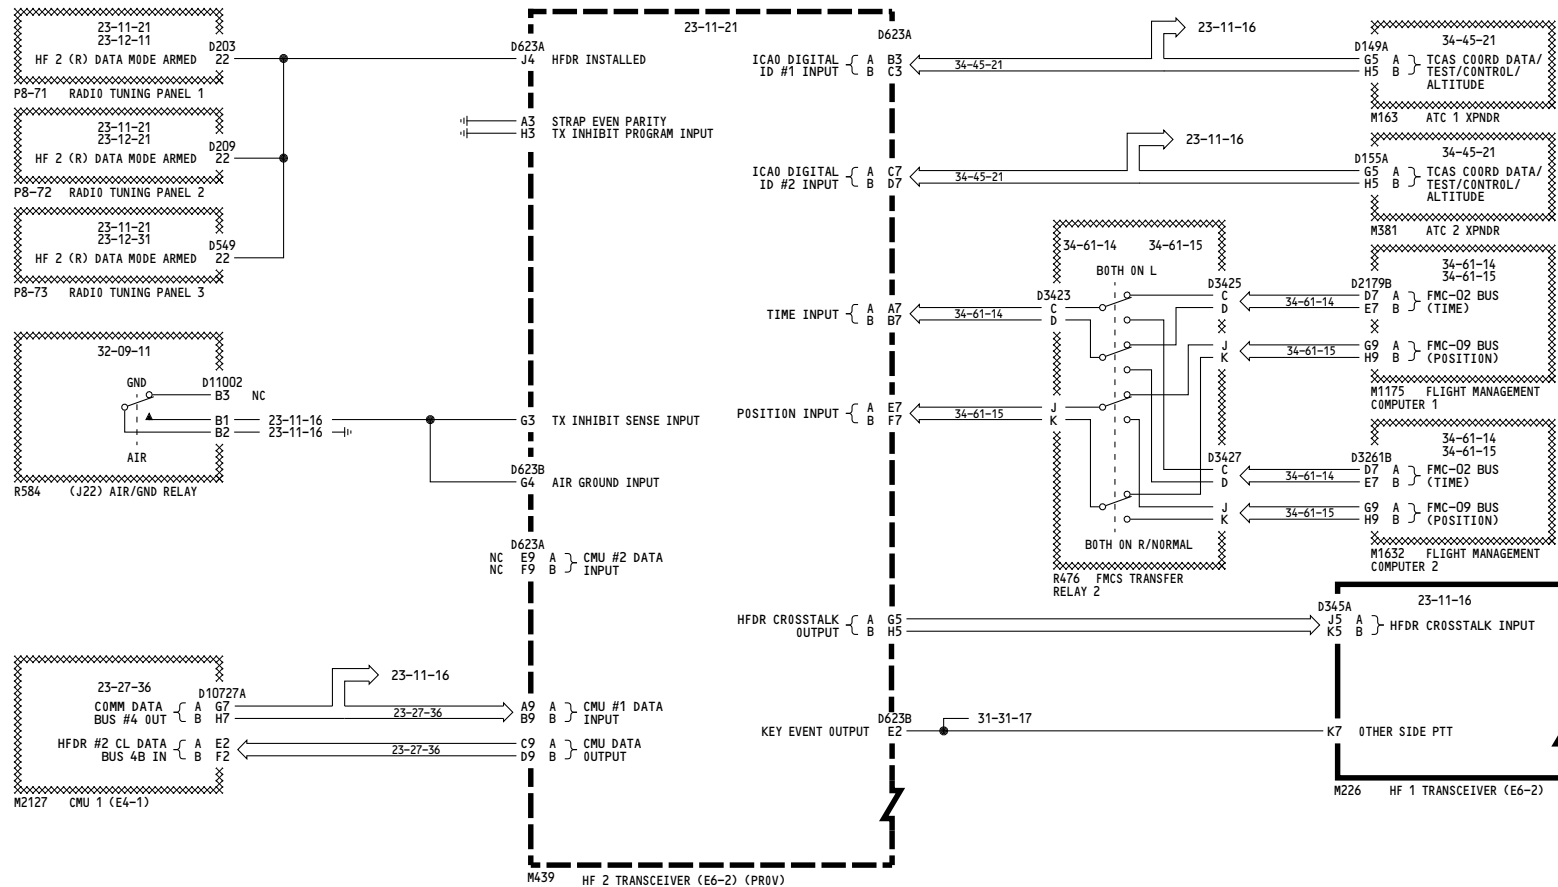 23-11-21
23-12-11
D203
HF 2 (R) DATA MODE ARMED 22
P8-71 RADIO TUNING PANEL 1
23-11-21
23-12-21
D209
HF 2 (R) DATA MODE ARMED 22
P8-72 RADIO TUNING PANEL 2
23-11-21
23-12-31
D549
HF 2 (R) DATA MODE ARMED 22
P8-73 RADIO TUNING PANEL 3
32-09-11
GND
D11002
B3 NC
B1 23-11-16
B2 23-11-16
AIR
R584 (J22) AIR/GND RELAY
23-27-36
D10727A
COMM DATA A G7
BUS #4 OUT B H7
HFDR #2 CL DATA A E2
BUS 4B IN B F2
M2127 CMU 1 (E4-1)
23-11-16
23-27-36
23-27-36
23-11-21
D623A
J4 HFDR INSTALLED
A3 STRAP EVEN PARITY
H3 TX INHIBIT PROGRAM INPUT
G3 TX INHIBIT SENSE INPUT
D623B
G4 AIR GROUND INPUT
D623A
NC E9 A CMU #2 DATA
NC F9 B INPUT
A9 A CMU #1 DATA
B9 B INPUT
C9 A CMU DATA
D9 B OUTPUT
D623A
ICAO DIGITAL A B3
ID #1 INPUT B C3
ICAO DIGITAL A C7
ID #2 INPUT B D7
TIME INPUT A A7
B B7
POSITION INPUT A E7
B F7
HFDR CROSSTALK A G5
OUTPUT B H5
D623B
KEY EVENT OUTPUT E2
M439 HF 2 TRANSCEIVER (E6-2) (PROV)
23-11-16
34-45-21
23-11-16
34-45-21
34-61-14
34-61-15
31-31-17
34-61-14 34-61-15
BOTH ON L
D3423
C
D
J
K
D3425
C
D
J
K
D3427
C
D
J
K
BOTH ON R/NORMAL
R476 FMCS TRANSFER
RELAY 2
34-61-14
34-61-15
34-61-14
34-61-15
34-45-21
D149A
G5 A TCAS COORD DATA/
H5 B TEST/CONTROL/
ALTITUDE
M163 ATC 1 XPNDR
34-45-21
D155A
G5 A TCAS COORD DATA/
H5 B TEST/CONTROL/
ALTITUDE
M381 ATC 2 XPNDR
34-61-14
34-61-15
D2179B
D7 A FMC-02 BUS
E7 B (TIME)
G9 A FMC-09 BUS
H9 B (POSITION)
M1175 FLIGHT MANAGEMENT
COMPUTER 1
34-61-14
34-61-15
D3261B
D7 A FMC-02 BUS
E7 B (TIME)
G9 A FMC-09 BUS
H9 B (POSITION)
M1632 FLIGHT MANAGEMENT
COMPUTER 2
23-11-16
D345A
J5 A HFDR CROSSTALK INPUT
K5 B
K7 OTHER SIDE PTT
M226 HF 1 TRANSCEIVER (E6-2)